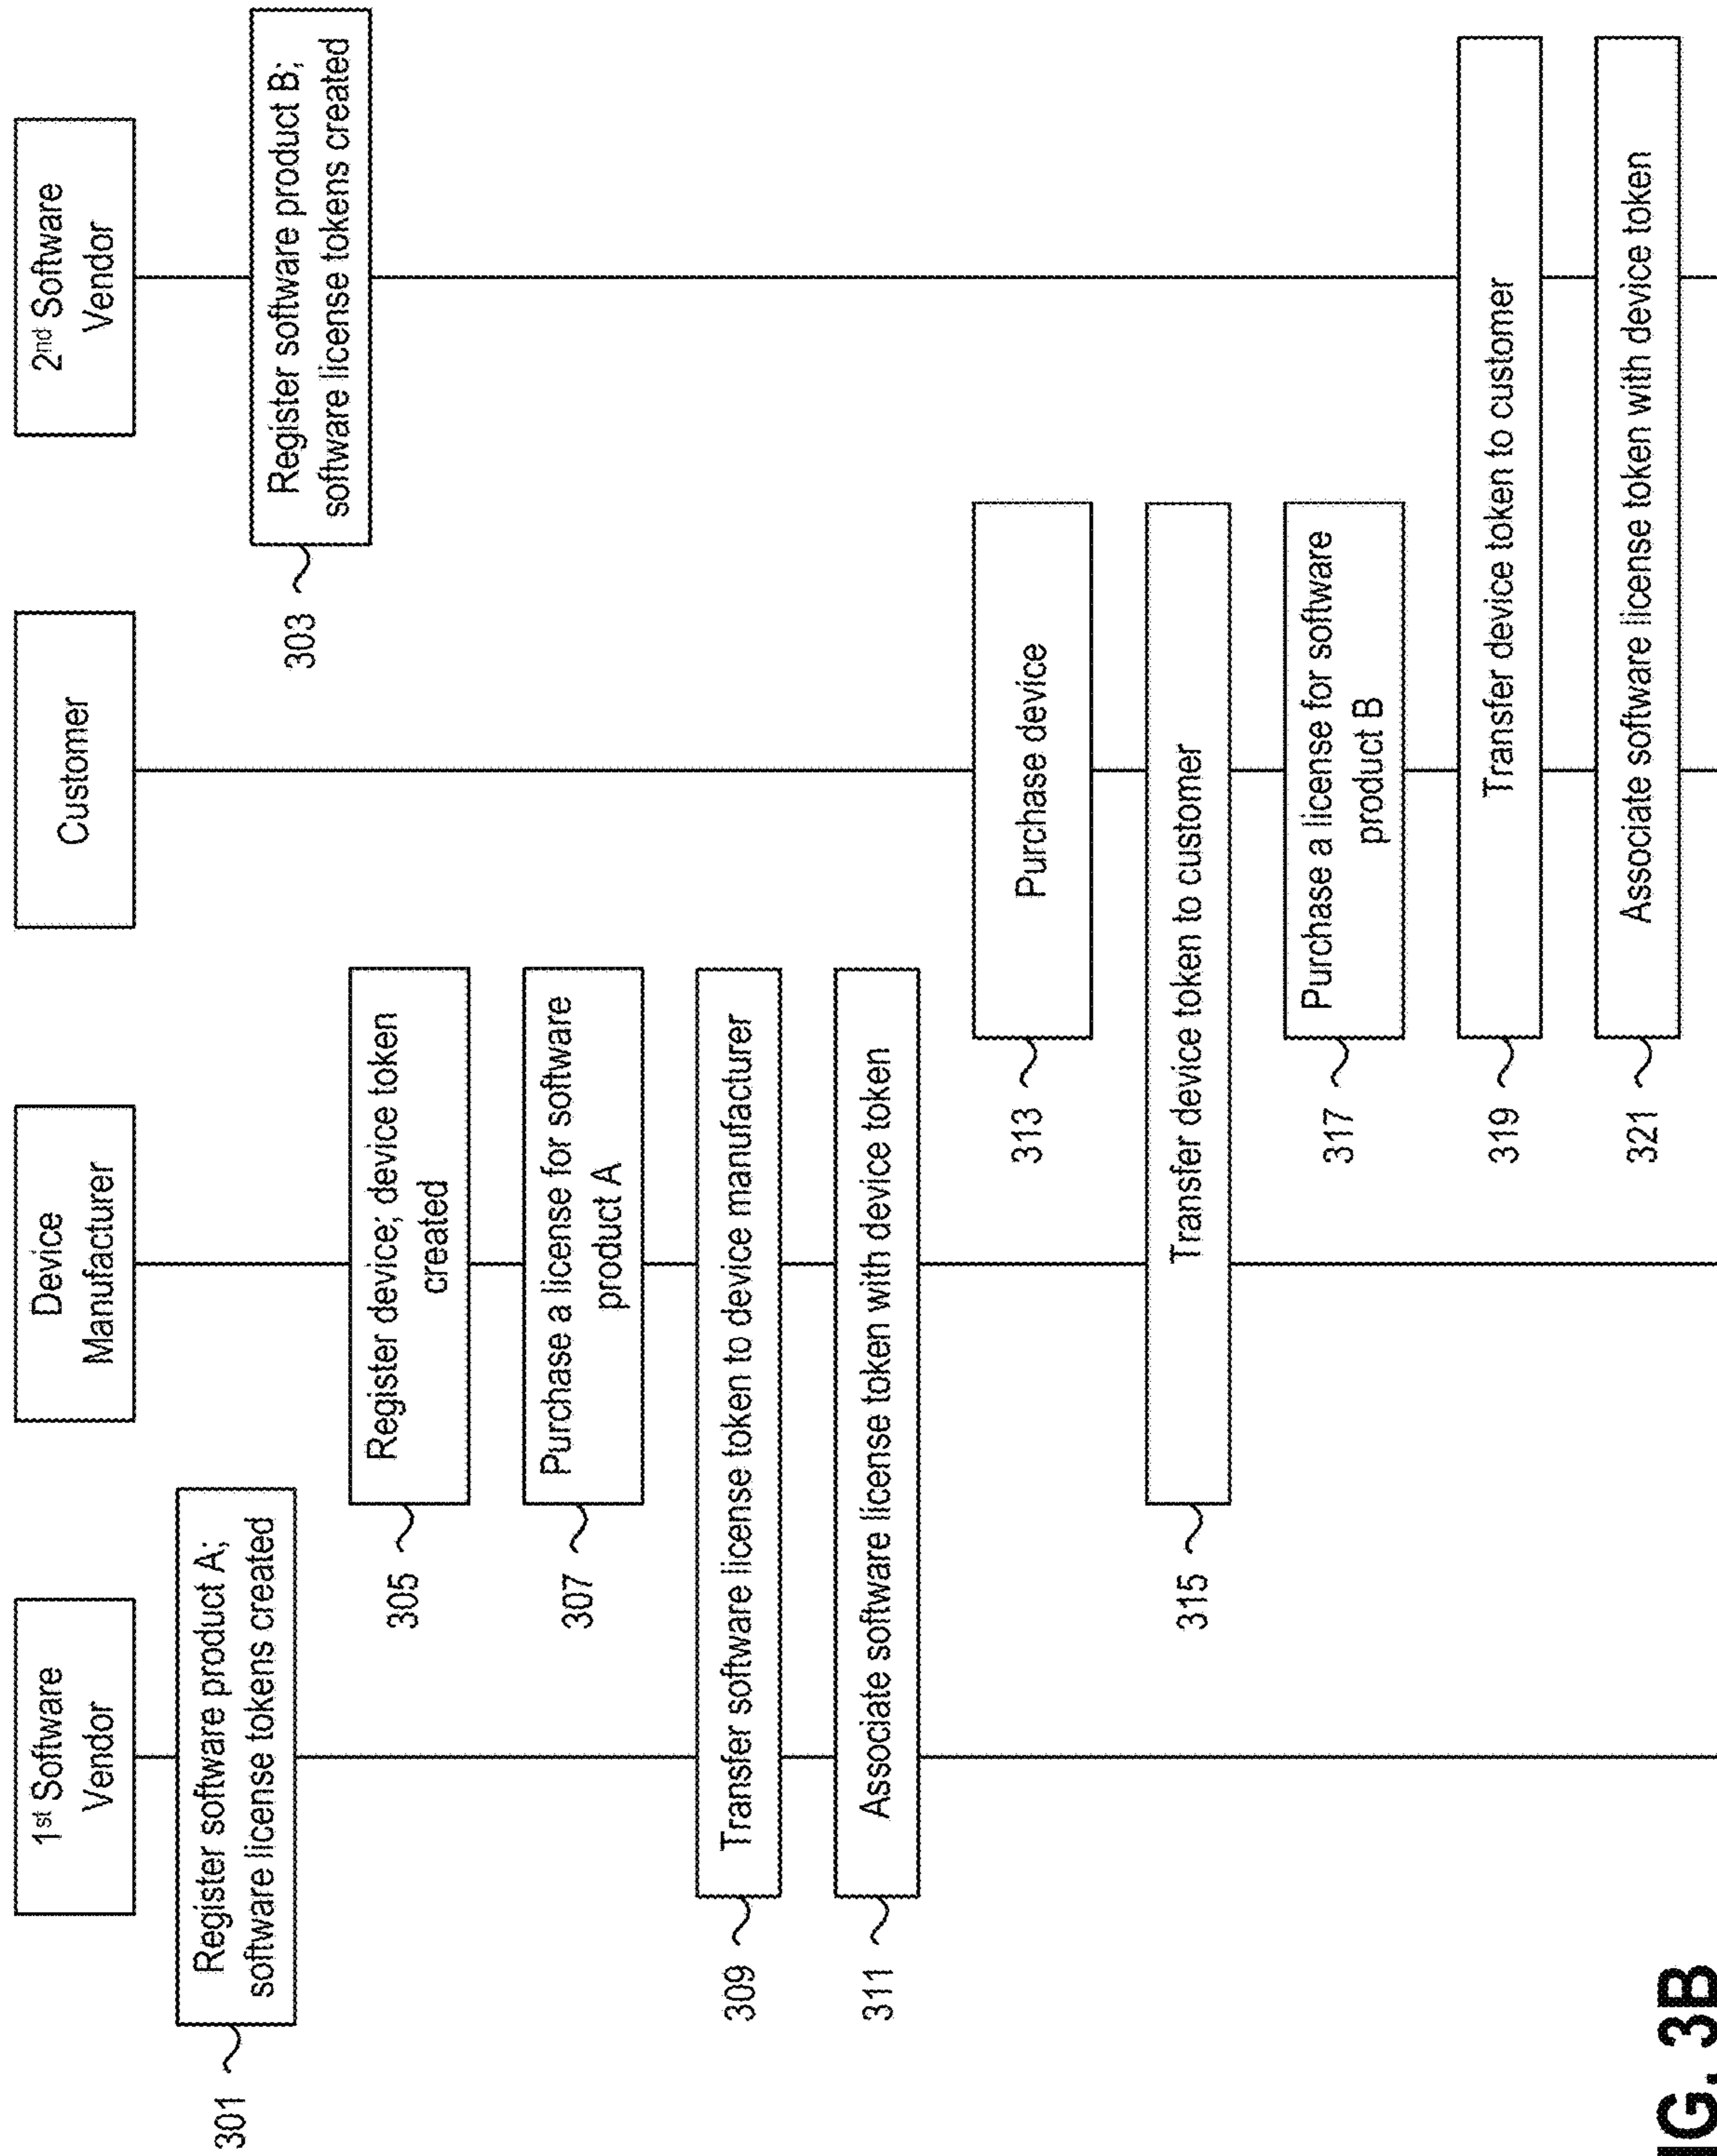 1st Software
Vendor
Device
Manufacturer
Customer
2nd Software
Vendor
301
Register software product A;
software license tokens created
303
Register software product B;
software license tokens created
305
Register device; device token
created
307
Purchase a license for software
product A
309
Transfer software license token to device manufacturer
311
Associate software license token with device token
313
Purchase device
315
Transfer device token to customer
317
Purchase a license for software
product B
319
Transfer device token to customer
321
Associate software license token with device token
IG. 3B